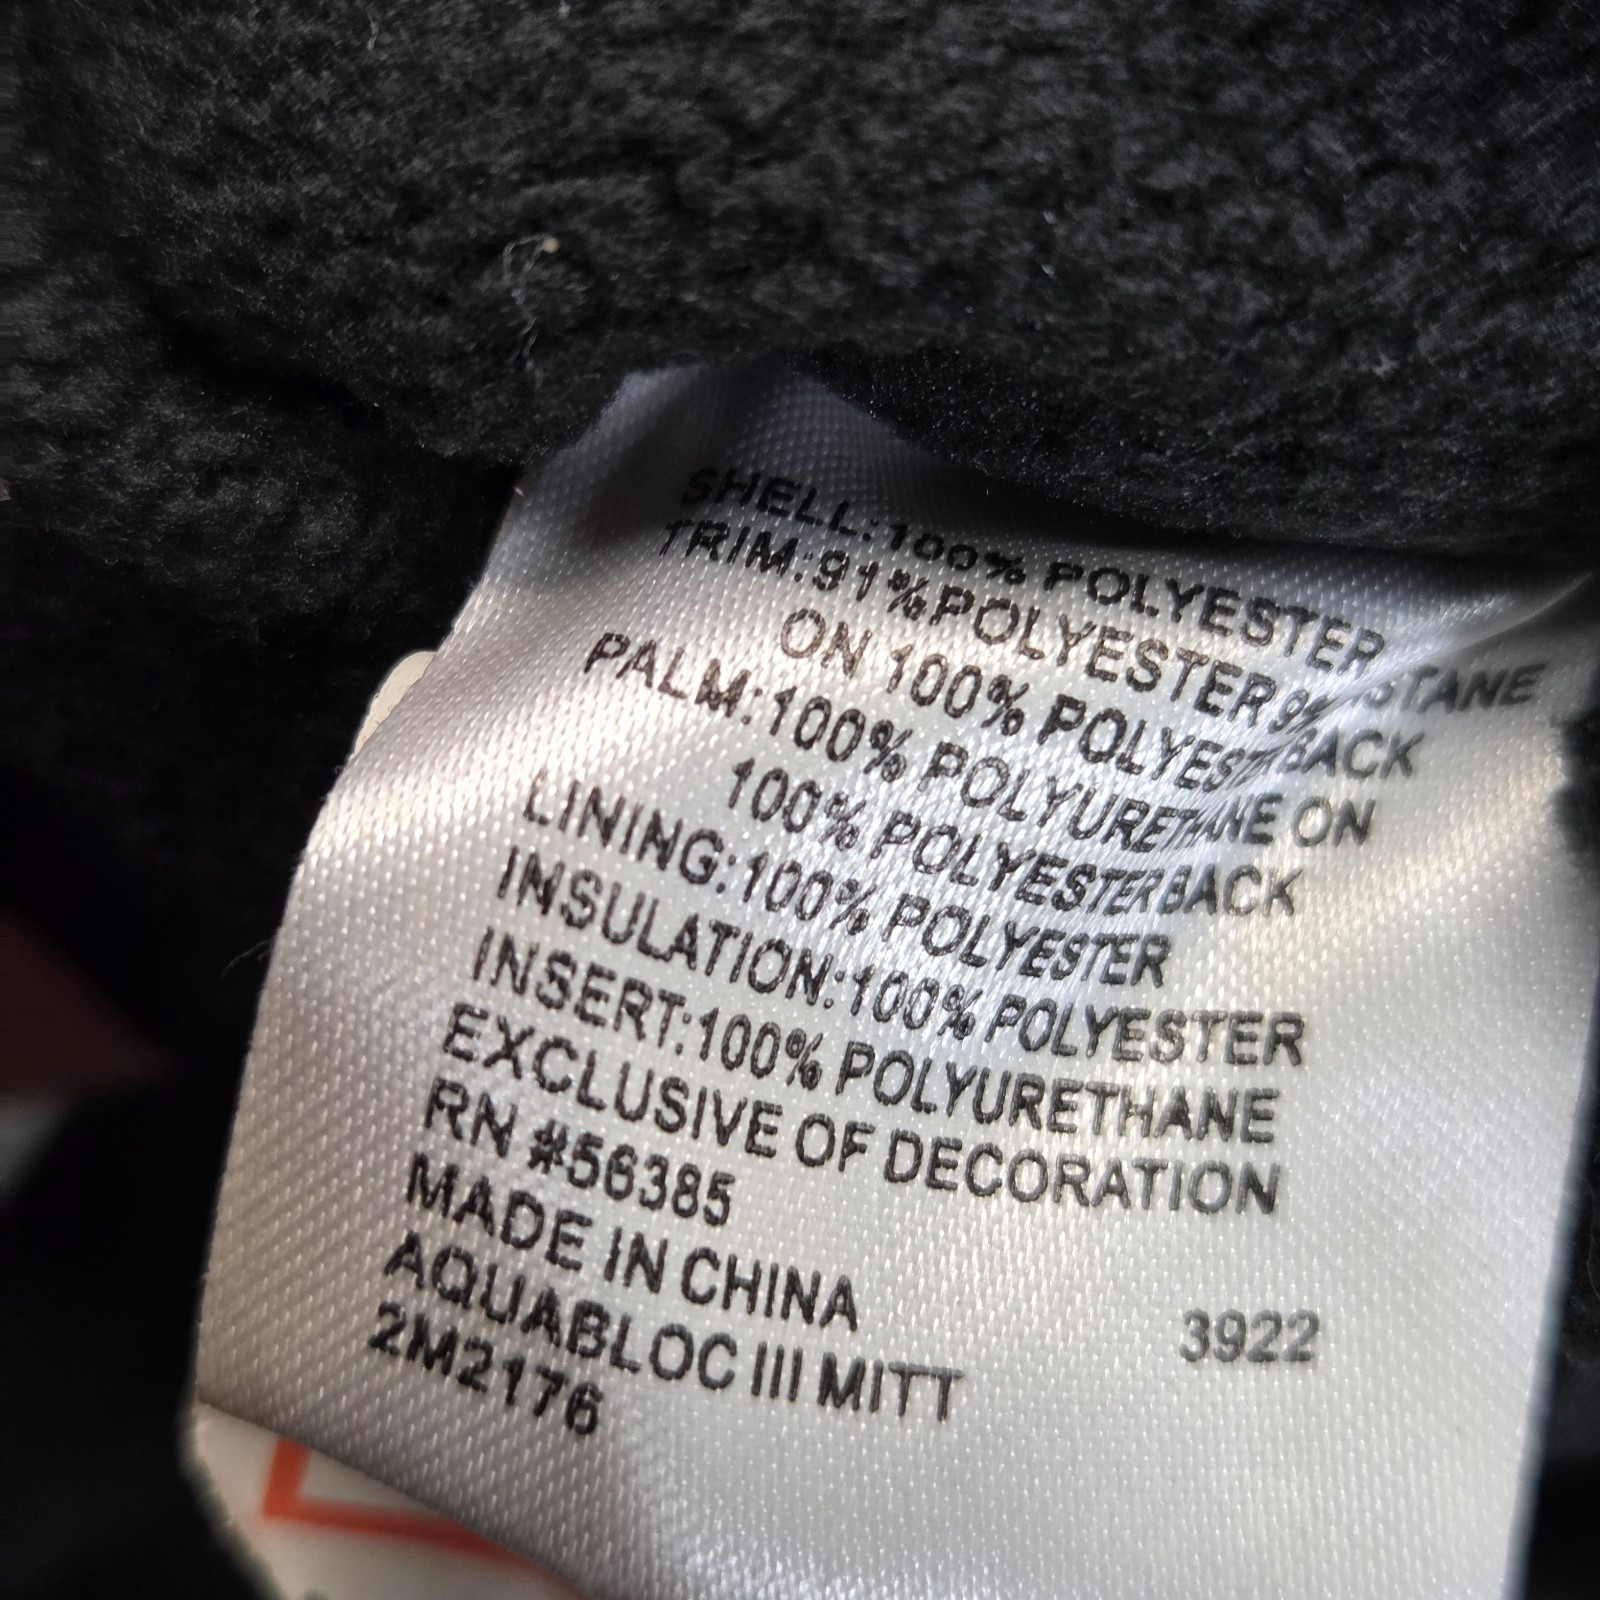 SHELL:100% POLYESTER
TRIM:91%POLYESTER 9%
ON 100% POLYESTER BACK
PALM:100% POLYURETHANE ON
100% POLYESTER BACK
LINING:100% POLYESTER
INSULATION:100% POLYESTER
INSERT:100% POLYURETHANE
EXCLUSIVE OF DECORATION
RN #56385
MADE IN CHINA
AQUABLOC III MITT 3922
2M2176